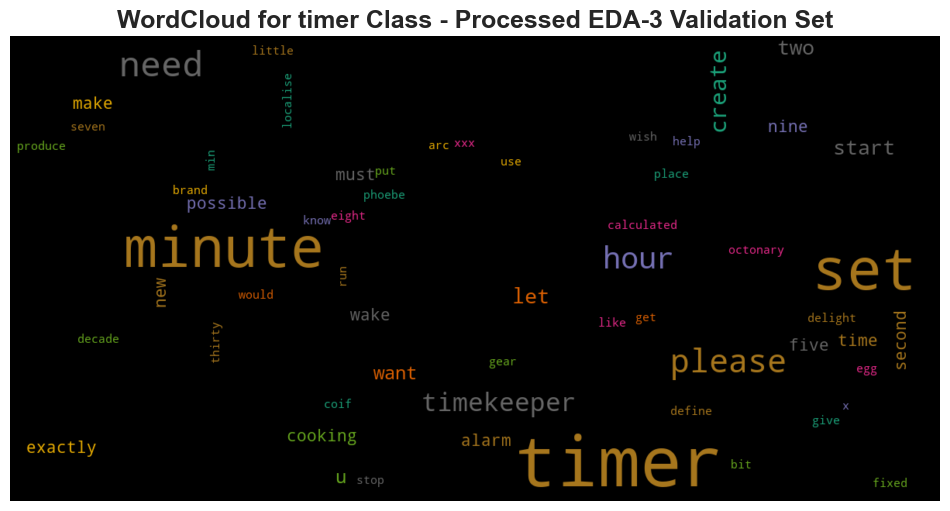 WordCloud for timer Class - Processed EDA-3 Validation Set
little
two
need
create
localise
make
seven
nine
wish
help
start
produce
arc
xxx
min
use
must
put
place
brand
phoebe
possible
know
eight
calculated
minute
hour
octonary
set
run
new
would
let
wake
like
get
delight
second
decade
thirty
five
time
please
gear
egg
want
coif
timekeeper
define
x
give
cooking
alarm
exactly
timer
bit
u
stop
fixed